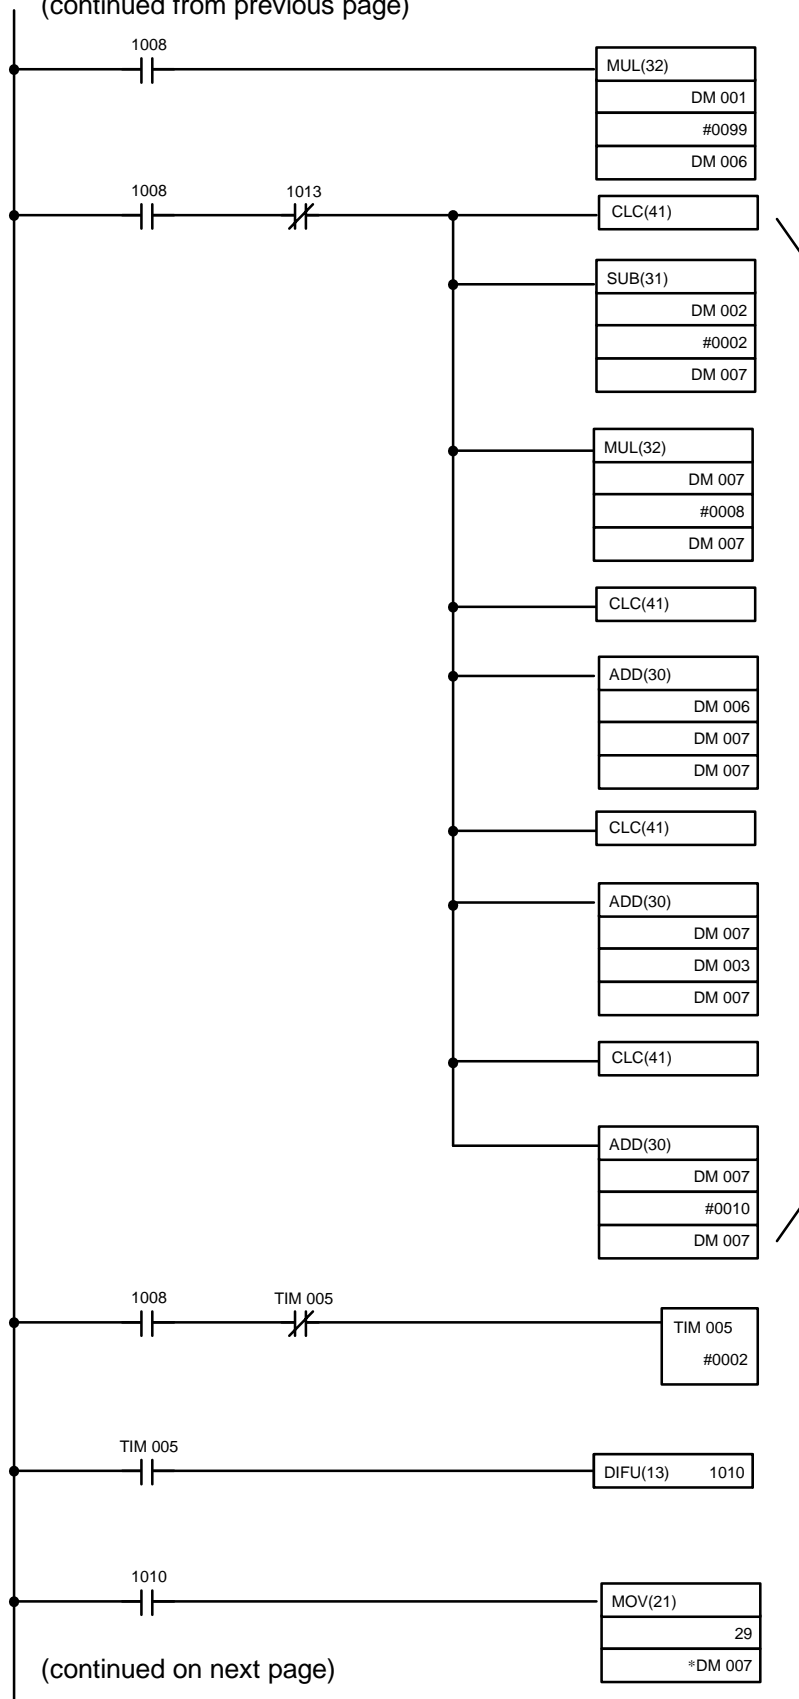 (continued from previous page)
1008
MUL(32)
DM 001
#0099
DM 006
1008 1013
CLC(41)
SUB(31)
DM 002
#0002
DM 007
MUL(32)
DM 007
#0008
DM 007
CLC(41)
ADD(30)
DM 006
DM 007
DM 007
CLC(41)
ADD(30)
DM 007
DM 003
DM 007
CLC(41)
ADD(30)
DM 007
#0010
DM 007
1008 TIM 005
TIM 005
#0002
TIM 005
DIFU(13) 1010
1010
MOV(21)
29
*DM 007
(continued on next page)